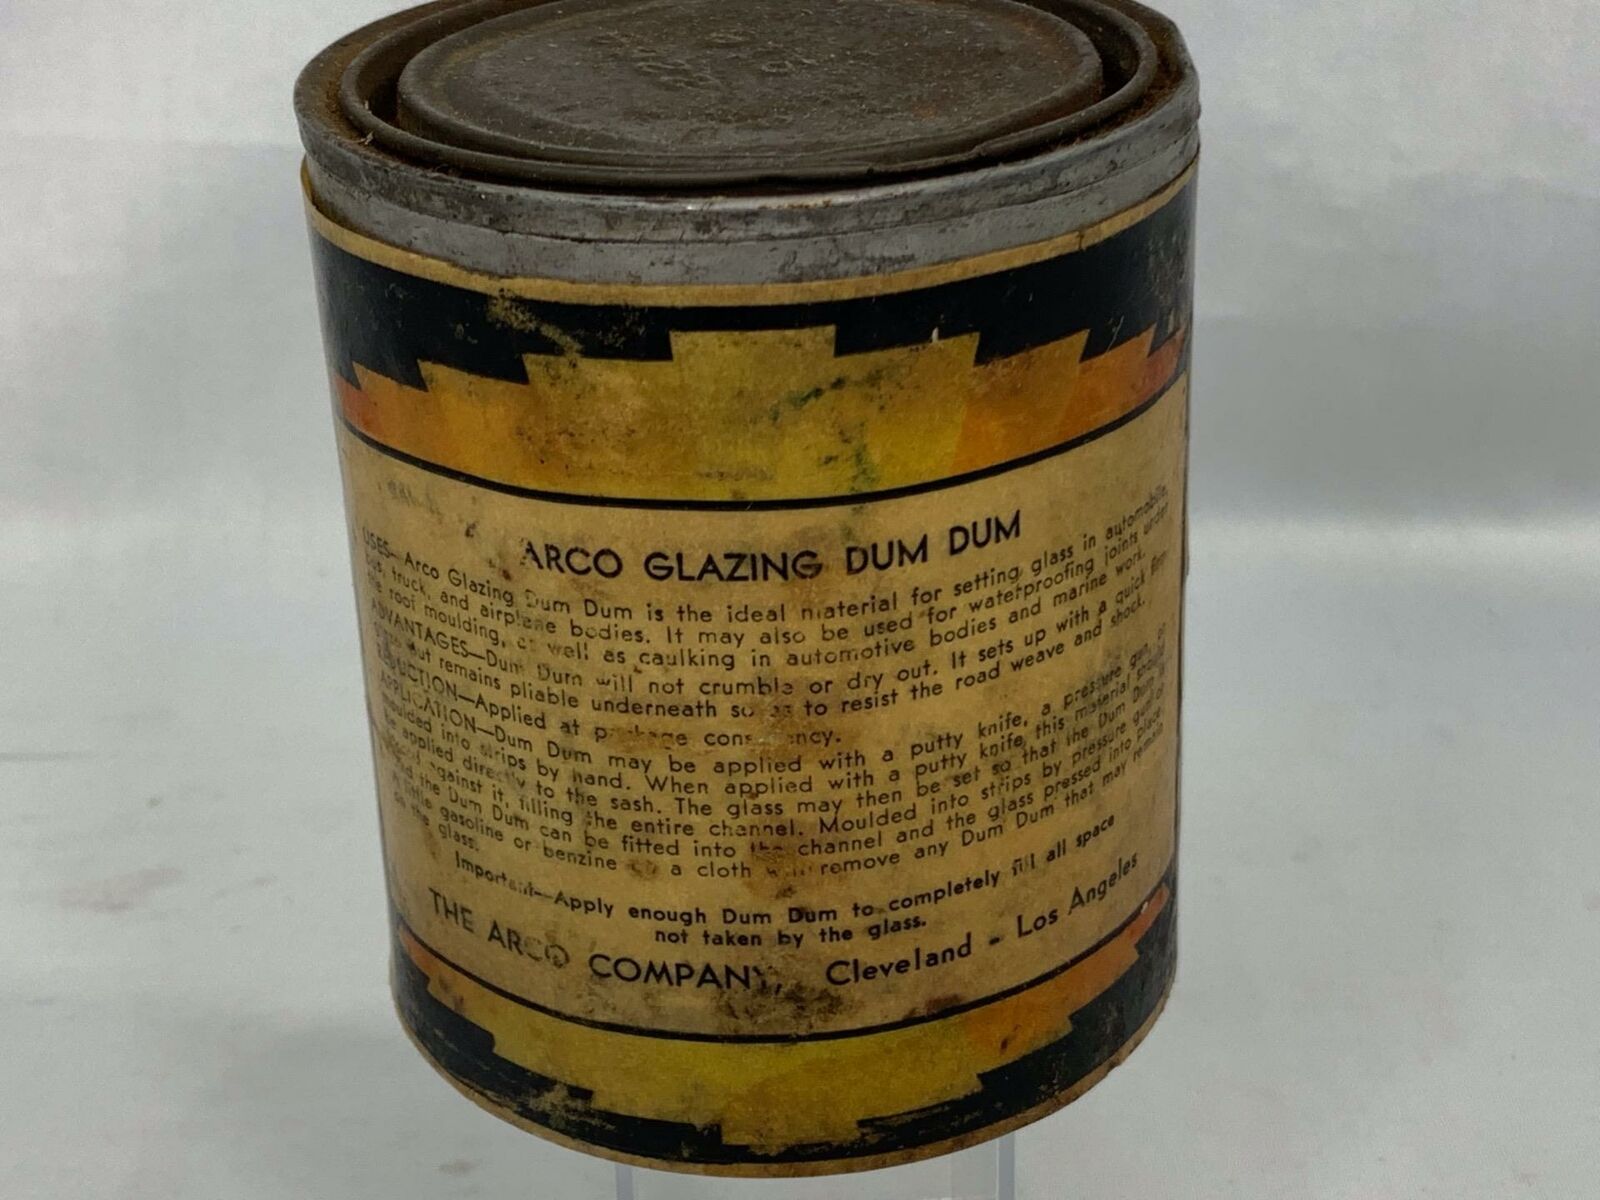 ARCO GLAZING DUM DUM
USES—Arco Glazing Dum Dum is the ideal material for setting glass in automobile,
bus, truck, and airplane bodies. It may also be used for waterproofing joints under
the roof moulding, as well as caulking in automotive bodies and marine work.
ADVANTAGES—Dum Dum will not crumble or dry out. It sets up with a quick firm
but remains pliable underneath so as to resist the road weave and shock.
REDUCTION—Applied at package consistency.
APPLICATION—Dum Dum may be applied with a putty knife, a pressure gun, or
moulded into strips by hand. When applied with a putty knife, this material should
be applied directly to the sash. The glass may then be set so that the Dum Dum is
against it, filling the entire channel. Moulded into strips by pressure gun or
the Dum Dum can be fitted into the channel and the glass pressed into place.
A little gasoline or benzine on a cloth will remove any Dum Dum that may remain
on the glass.
Important—Apply enough Dum Dum to completely fill all space
not taken by the glass.
THE ARCO COMPANY, Cleveland - Los Angeles